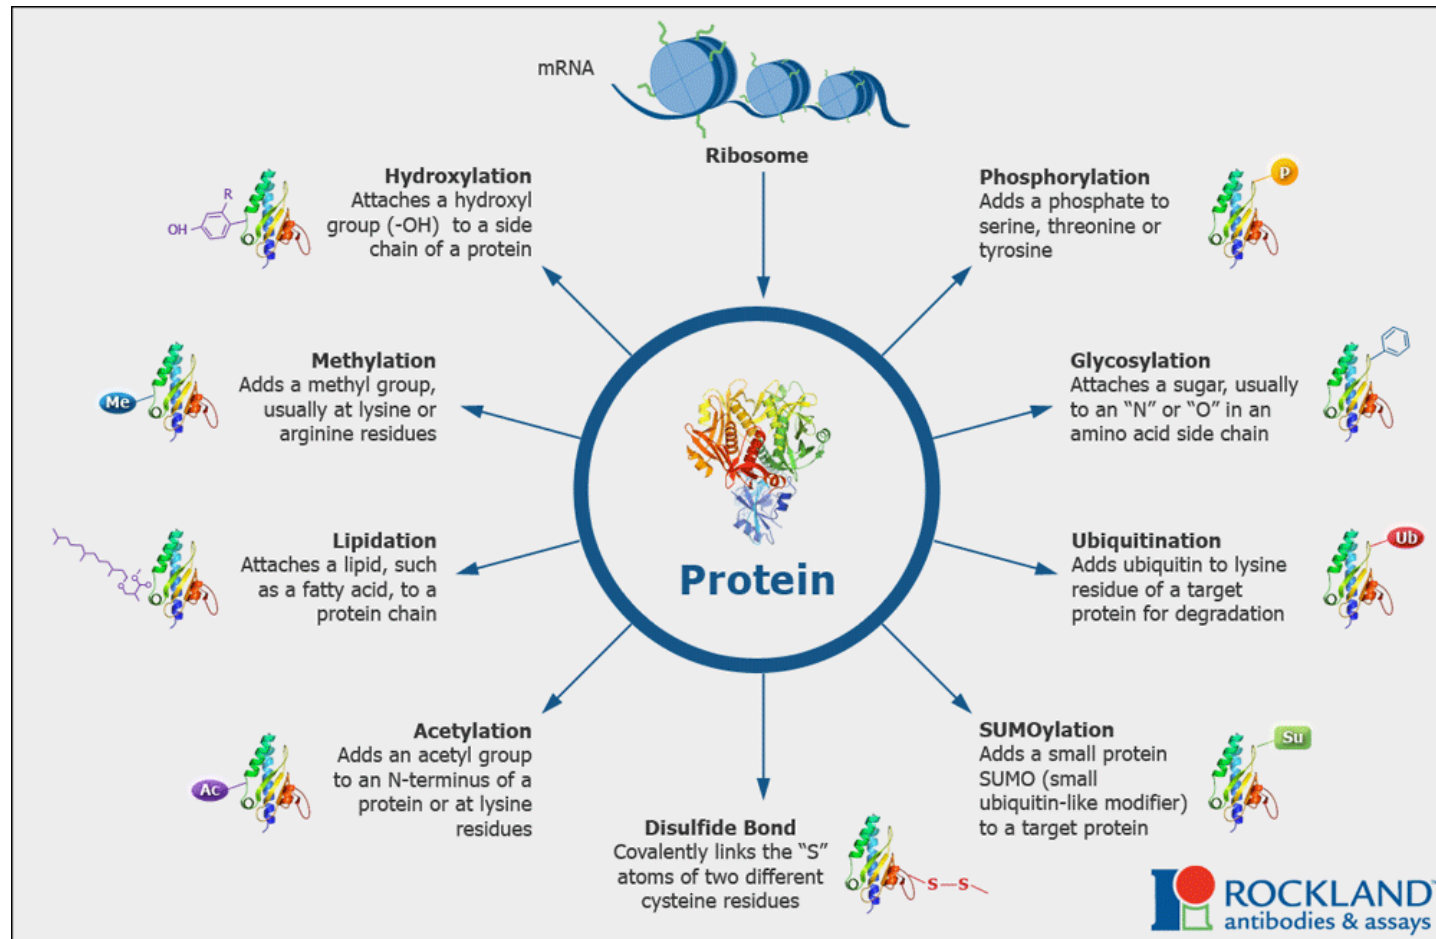 mRNA
Ribosome
Hydroxylation
Attaches a hydroxyl
group (-OH) to a side
chain of a protein
R
OH
Phosphorylation
Adds a phosphate to
serine, threonine or
tyrosine
P
Methylation
Adds a methyl group,
usually at lysine or
arginine residues
Me
Glycosylation
Attaches a sugar, usually
to an “N” or “O” in an
amino acid side chain
Lipidation
Attaches a lipid, such
as a fatty acid, to a
protein chain
Protein
Ubiquitination
Adds ubiquitin to lysine
residue of a target
protein for degradation
Ub
Acetylation
Adds an acetyl group
to an N-terminus of a
protein or at lysine
residues
Ac
Disulfide Bond
Covalently links the “S”
atoms of two different
cysteine residues
S–S
SUMOylation
Adds a small protein
SUMO (small
ubiquitin-like modifier)
to a target protein
Su
ROCKLAND™
antibodies & assays